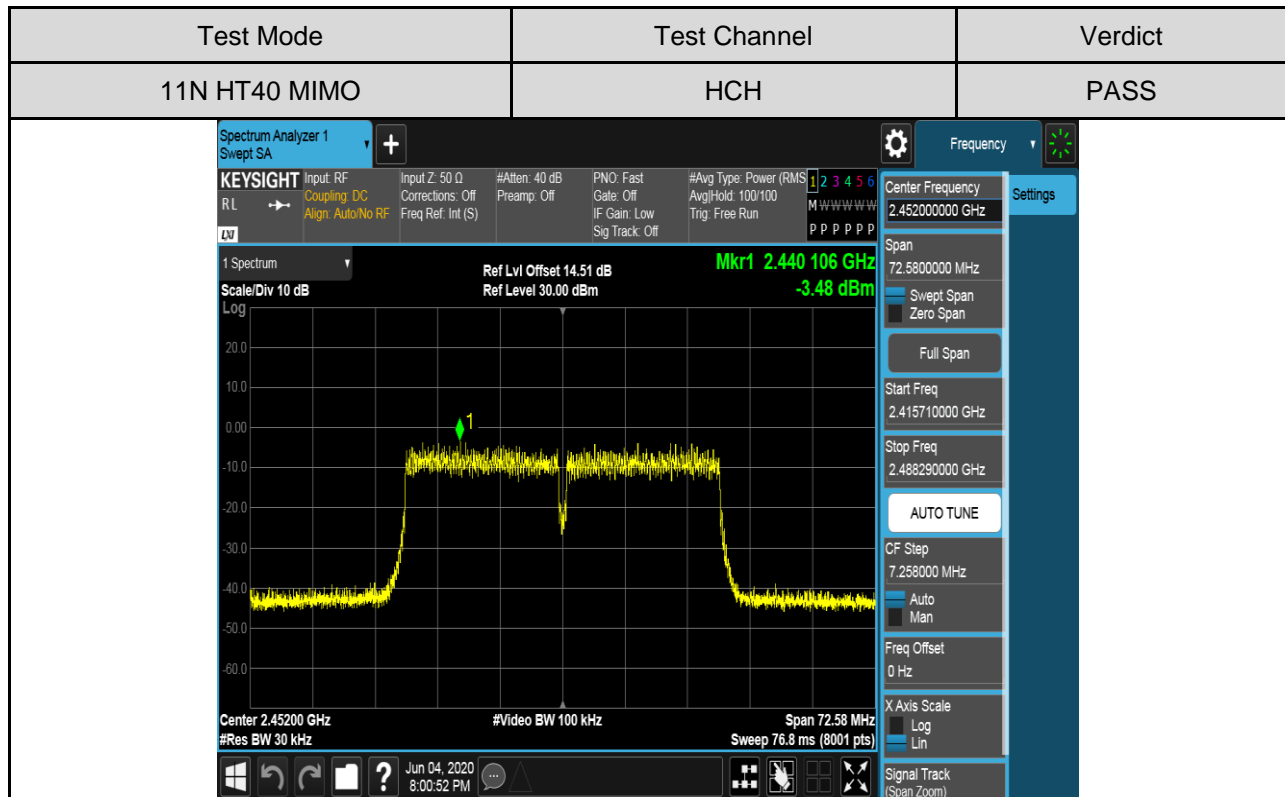 Test Mode Test Channel Verdict
11N HT40 MIMO HCH PASS
Spectrum Analyzer 1
Swept SA
+
Frequency
KEYSIGHT
RL
LXI
Input: RF
Coupling: DC
Align: Auto/No RF
Input Z: 50 Ω
Corrections: Off
Freq Ref: Int (S)
#Atten: 40 dB
Preamp: Off
PNO: Fast
Gate: Off
IF Gain: Low
Sig Track: Off
#Avg Type: Power (RMS
Avg|Hold: 100/100
Trig: Free Run
1 2 3 4 5 6
M W W W W W
P P P P P P
1 Spectrum
Scale/Div 10 dB
Log
Ref Lvl Offset 14.51 dB
Ref Level 30.00 dBm
Mkr1 2.440 106 GHz
-3.48 dBm
20.0
10.0
0.00
-10.0
-20.0
-30.0
-40.0
-50.0
-60.0
1
Center 2.45200 GHz #Video BW 100 kHz Span 72.58 MHz
#Res BW 30 kHz Sweep 76.8 ms (8001 pts)
?
Jun 04, 2020
8:00:52 PM
Center Frequency
2.452000000 GHz
Settings
Span
72.5800000 MHz
Swept Span
Zero Span
Full Span
Start Freq
2.415710000 GHz
Stop Freq
2.488290000 GHz
AUTO TUNE
CF Step
7.258000 MHz
Auto
Man
Freq Offset
0 Hz
X Axis Scale
Log
Lin
Signal Track
(Span Zoom)